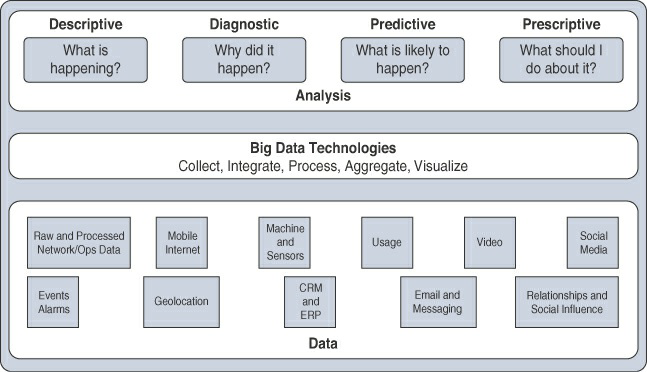 Descriptive
Diagnostic
Predictive
Prescriptive
What is
happening?
Why did it
happen?
What is likely to
happen?
What should I
do about it?
Analysis
Big Data Technologies
Collect, Integrate, Process, Aggregate, Visualize
Raw and Processed
Network/Ops Data
Mobile
Internet
Machine
and
Sensors
Usage
Video
Social
Media
Events
Alarms
Geolocation
CRM
and
ERP
Email and
Messaging
Relationships and
Social Influence
Data